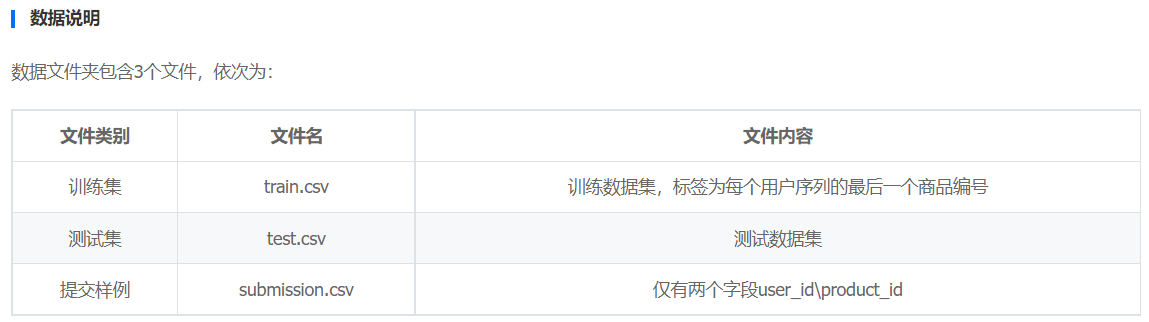 数据说明
数据文件夹包含3个文件，依次为：
文件类别 文件名 文件内容
训练集 train.csv 训练数据集，标签为每个用户序列的最后一个商品编号
测试集 test.csv 测试数据集
提交样例 submission.csv 仅有两个字段user_id\product_id